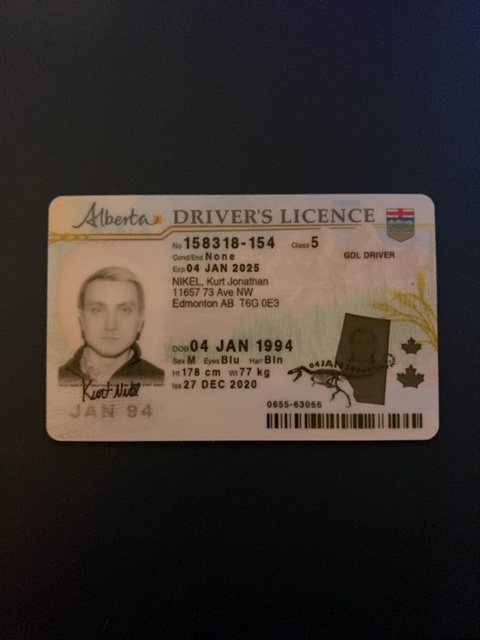 Alberta DRIVER'S LICENCE
No 158318-154 Class 5
Cond/End None GDL DRIVER
Exp 04 JAN 2025
NIKEL, Kurt Jonathan
11657 73 Ave NW
Edmonton AB T6G 0E3
DOB 04 JAN 1994
Sex M Eyes Blu Hair Bln
Ht 178 cm Wt 77 kg
Iss 27 DEC 2020
Kurt Nikel
JAN 94
04JAN
0655-63066